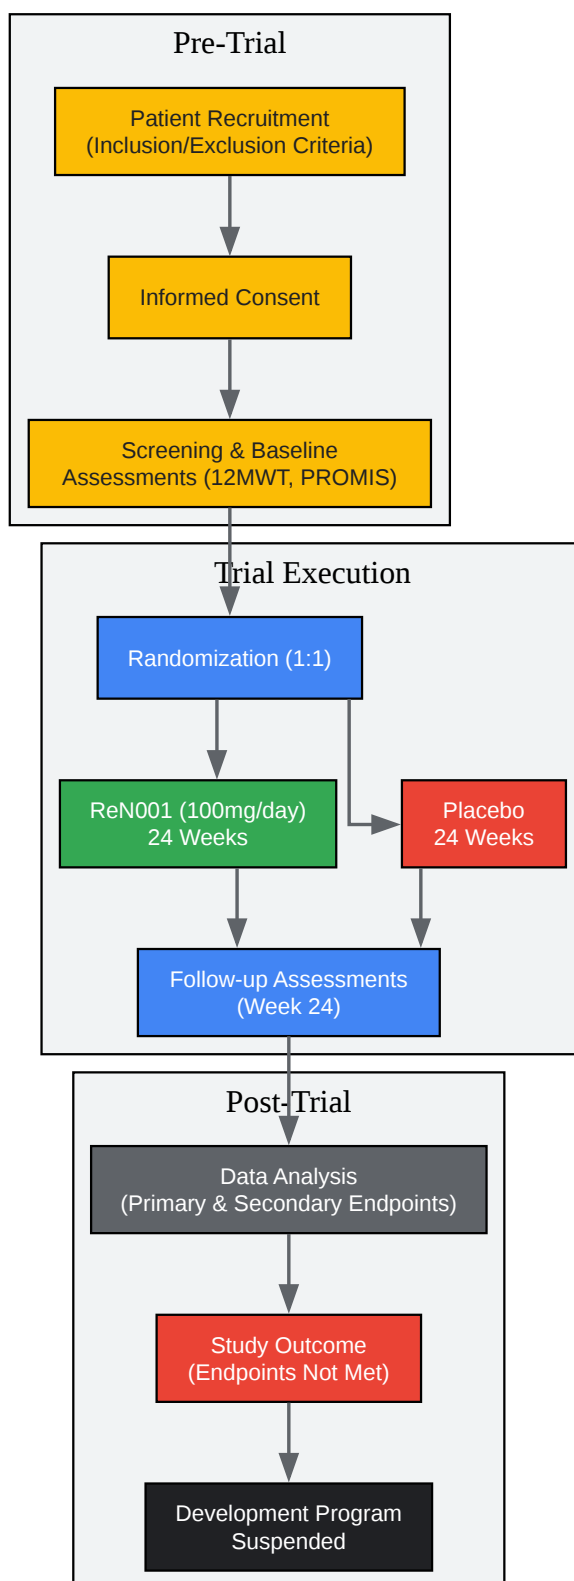 Pre-Trial
Patient Recruitment
(Inclusion/Exclusion Criteria)
Informed Consent
Screening & Baseline
Assessments (12MWT, PROMIS)
Trial Execution
Randomization (1:1)
ReN001 (100mg/day)
24 Weeks
Placebo
24 Weeks
Follow-up Assessments
(Week 24)
Post-Trial
Data Analysis
(Primary & Secondary Endpoints)
Study Outcome
(Endpoints Not Met)
Development Program
Suspended